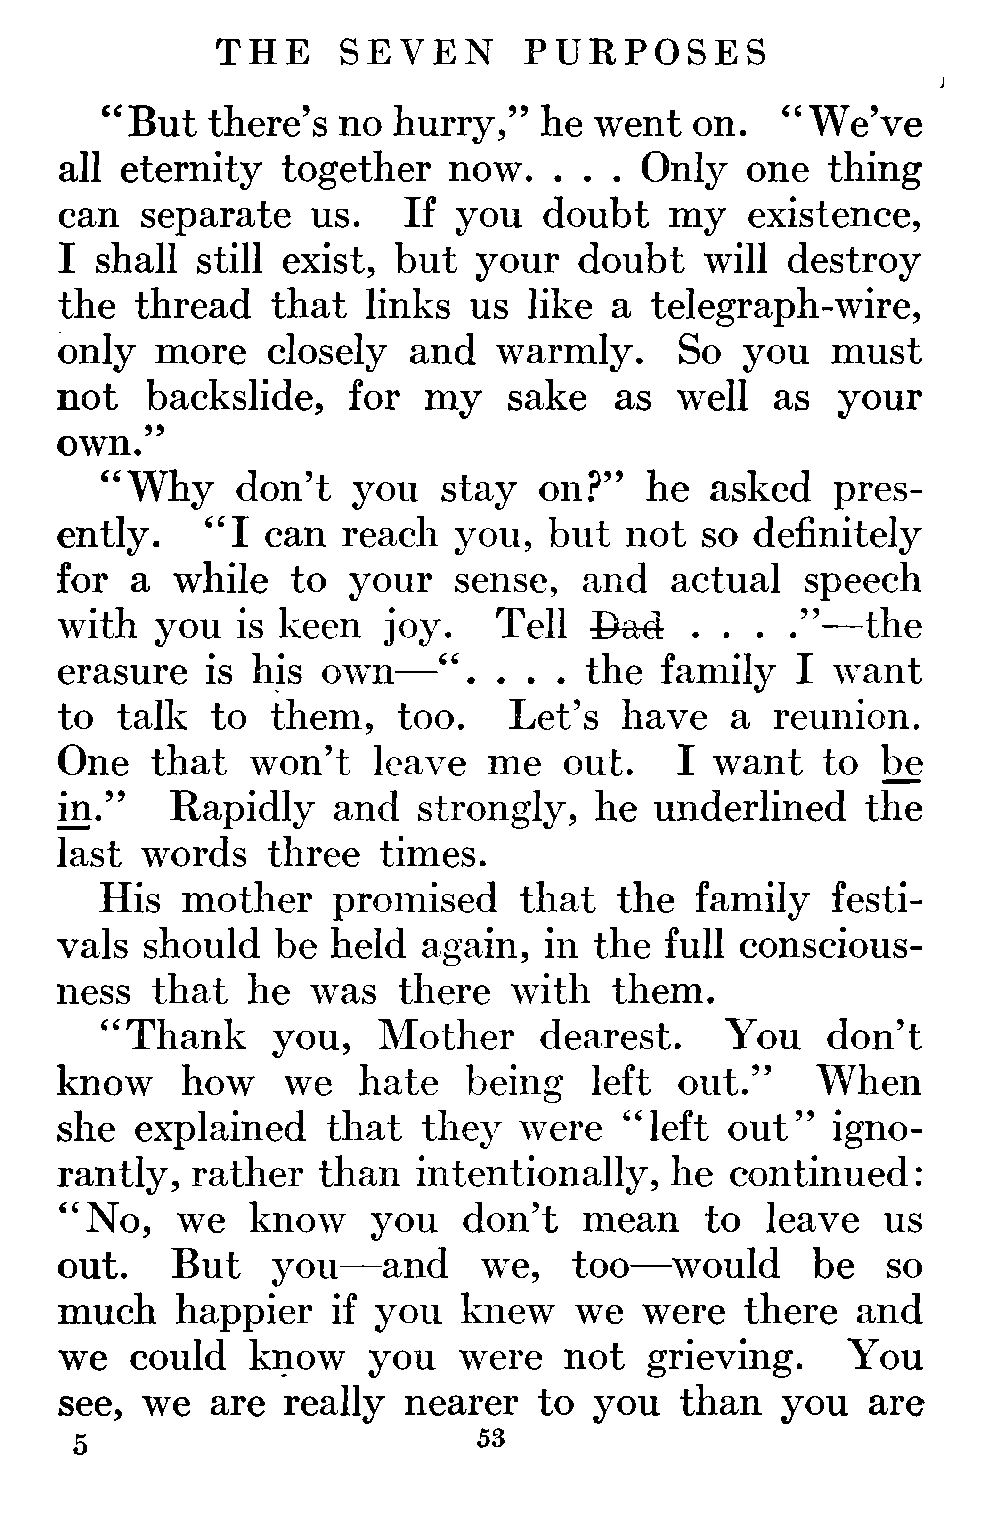 THE SEVEN PURPOSES
“But there’s no hurry,” he went on. “We’ve
all eternity together now. . . . Only one thing
can separate us. If you doubt my existence,
I shall still exist, but your doubt will destroy
the thread that links us like a telegraph-wire,
only more closely and warmly. So you must
not backslide, for my sake as well as your
own.”
“Why don’t you stay on?” he asked pres-
ently. “I can reach you, but not so definitely
for a while to your sense, and actual speech
with you is keen joy. Tell Dad . . . .”—the
erasure is his own—“. . . . the family I want
to talk to them, too. Let’s have a reunion.
One that won’t leave me out. I want to be
in.” Rapidly and strongly, he underlined the
last words three times.
His mother promised that the family festi-
vals should be held again, in the full conscious-
ness that he was there with them.
“Thank you, Mother dearest. You don’t
know how we hate being left out.” When
she explained that they were “left out” igno-
rantly, rather than intentionally, he continued:
“No, we know you don’t mean to leave us
out. But you—and we, too—would be so
much happier if you knew we were there and
we could know you were not grieving. You
see, we are really nearer to you than you are
5 53